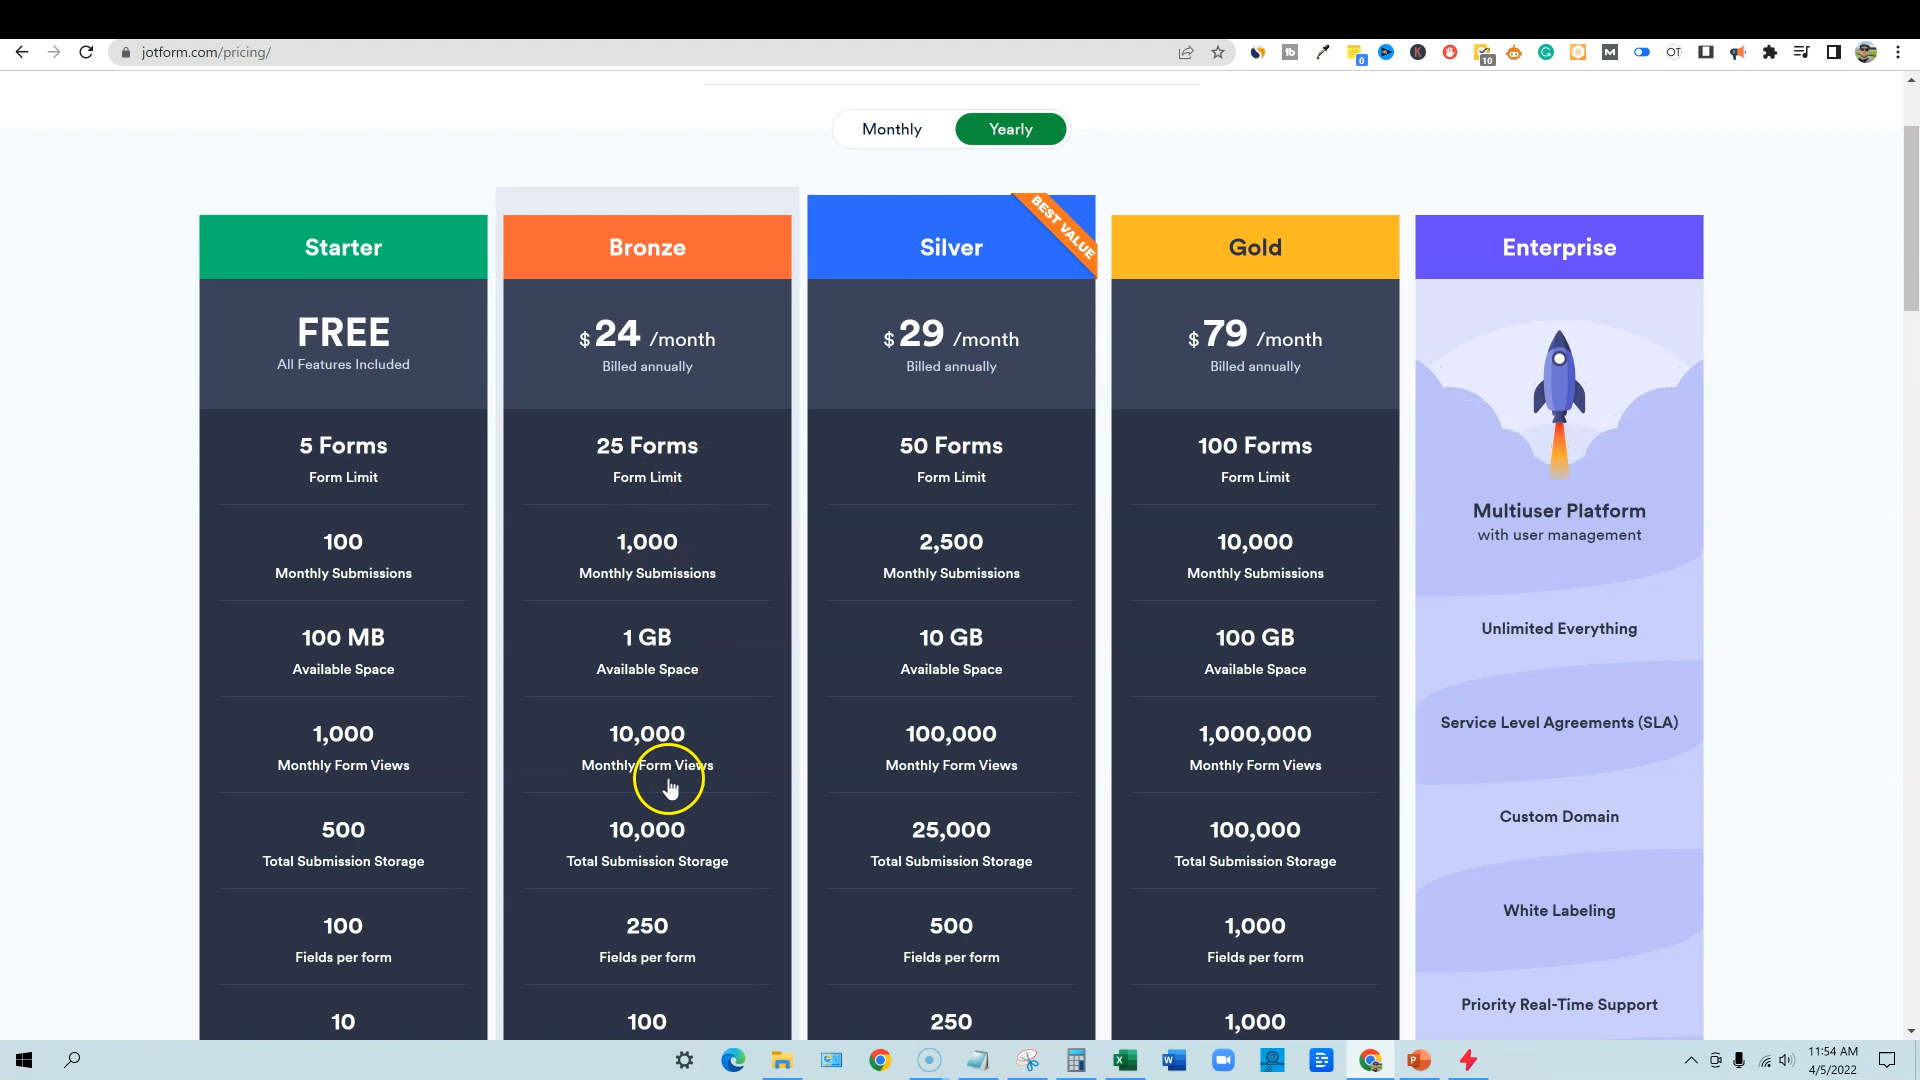 jotform.com/pricing/
0
10
Monthly
Yearly
Starter
FREE
All Features Included
5 Forms
Form Limit
100
Monthly Submissions
100 MB
Available Space
1,000
Monthly Form Views
500
Total Submission Storage
100
Fields per form
10
Bronze
$ 24 /month
Billed annually
25 Forms
Form Limit
1,000
Monthly Submissions
1 GB
Available Space
10,000
Monthly Form Views
10,000
Total Submission Storage
250
Fields per form
100
BEST VALUE
Silver
$ 29 /month
Billed annually
50 Forms
Form Limit
2,500
Monthly Submissions
10 GB
Available Space
100,000
Monthly Form Views
25,000
Total Submission Storage
500
Fields per form
250
Gold
$ 79 /month
Billed annually
100 Forms
Form Limit
10,000
Monthly Submissions
100 GB
Available Space
1,000,000
Monthly Form Views
100,000
Total Submission Storage
1,000
Fields per form
1,000
Enterprise
Multiuser Platform
with user management
Unlimited Everything
Service Level Agreements (SLA)
Custom Domain
White Labeling
Priority Real-Time Support
11:54 AM
4/5/2022